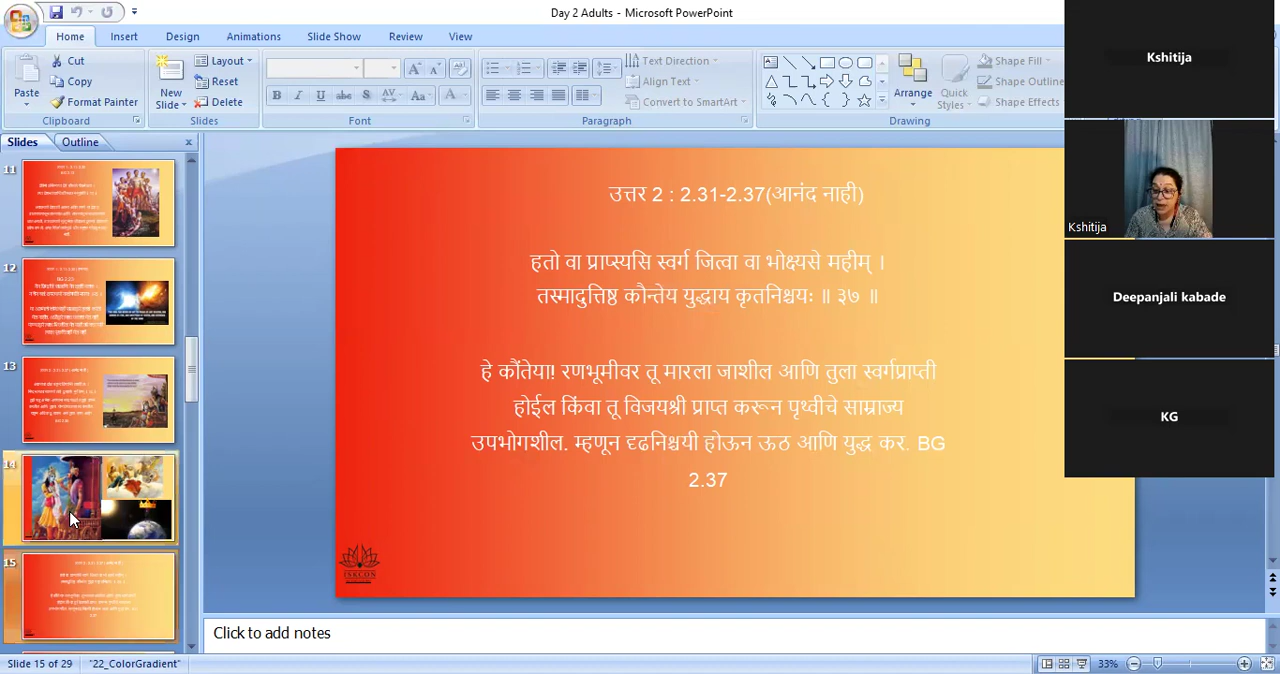 Day 2 Adults - Microsoft PowerPoint
Home
Insert
Design
Animations
Slide Show
Review
View
Paste
Cut
Copy
Format Painter
Clipboard
New Slide
Layout
Reset
Delete
Slides
Font
Text Direction
Align Text
Convert to SmartArt
Paragraph
Arrange
Quick Styles
Shape Fill
Shape Outline
Shape Effects
Drawing
Slides
Outline
11
12
13
14
15
उत्तर 2 : 2.31-2.37(आनंद नाही)
हतो वा प्राप्स्यसि स्वर्ग जित्वा वा भोक्ष्यसे महीम् ।
तस्मादुत्तिष्ठ कौन्तेय युद्धाय कृतनिश्चयः ॥ ३७ ॥
हे कौंतेया! रणभूमीवर तू मारला जाशील आणि तुला स्वर्गप्राप्ती
होईल किंवा तू विजयश्री प्राप्त करून पृथ्वीचे साम्राज्य
उपभोगशील. म्हणून दृढनिश्चयी होऊन ऊठ आणि युद्ध कर. BG
2.37
ISKCON
Kshitija
Kshitija
Deepanjali kabade
KG
Click to add notes
Slide 15 of 29
"22_ColorGradient"
33%